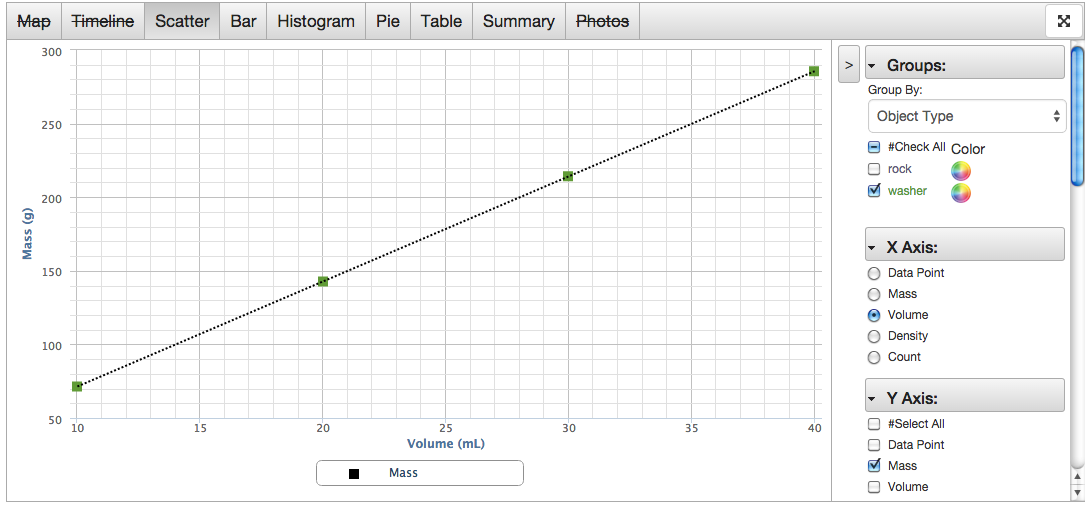 Map Timeline Scatter Bar Histogram Pie Table Summary Photos
300
250
200
150
100
50
Mass (g)
10 15 20 25 30 35 40
Volume (mL)
Mass
>
Groups:
Group By:
Object Type
#Check All Color
rock
washer
X Axis:
Data Point
Mass
Volume
Density
Count
Y Axis:
#Select All
Data Point
Mass
Volume